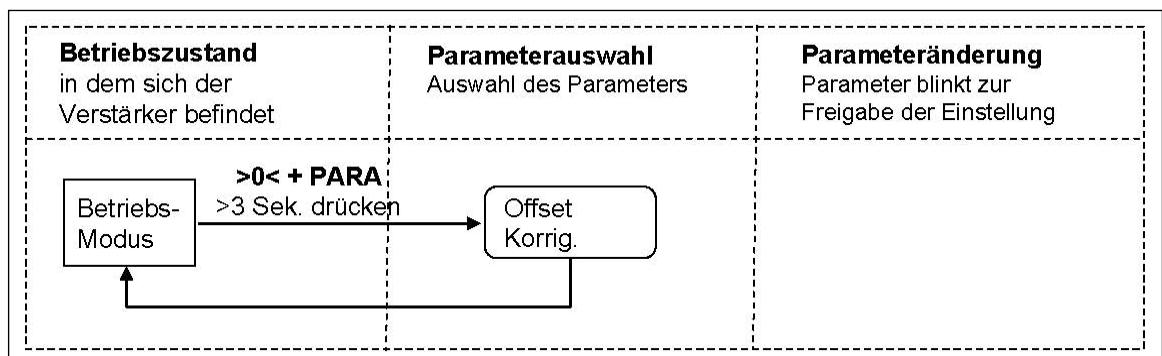 Betriebszustand
in dem sich der
Verstärker befindet
Parameterauswahl
Auswahl des Parameters
Parameteränderung
Parameter blinkt zur
Freigabe der Einstellung
>0< + PARA
>3 Sek. drücken
Betriebs-
Modus
Offset
Korrig.